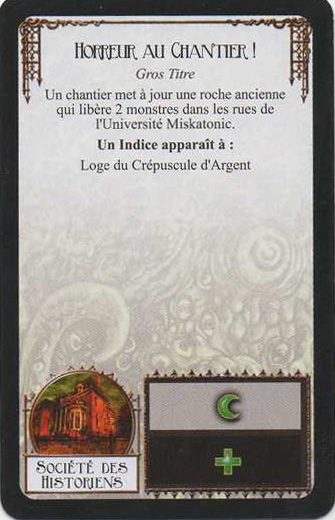 Horreur au Chantier !
Gros Titre
Un chantier met à jour une roche ancienne
qui libère 2 monstres dans les rues de
l'Université Miskatonic.
Un Indice apparaît à :
Loge du Crépuscule d'Argent
Société des
Historiens